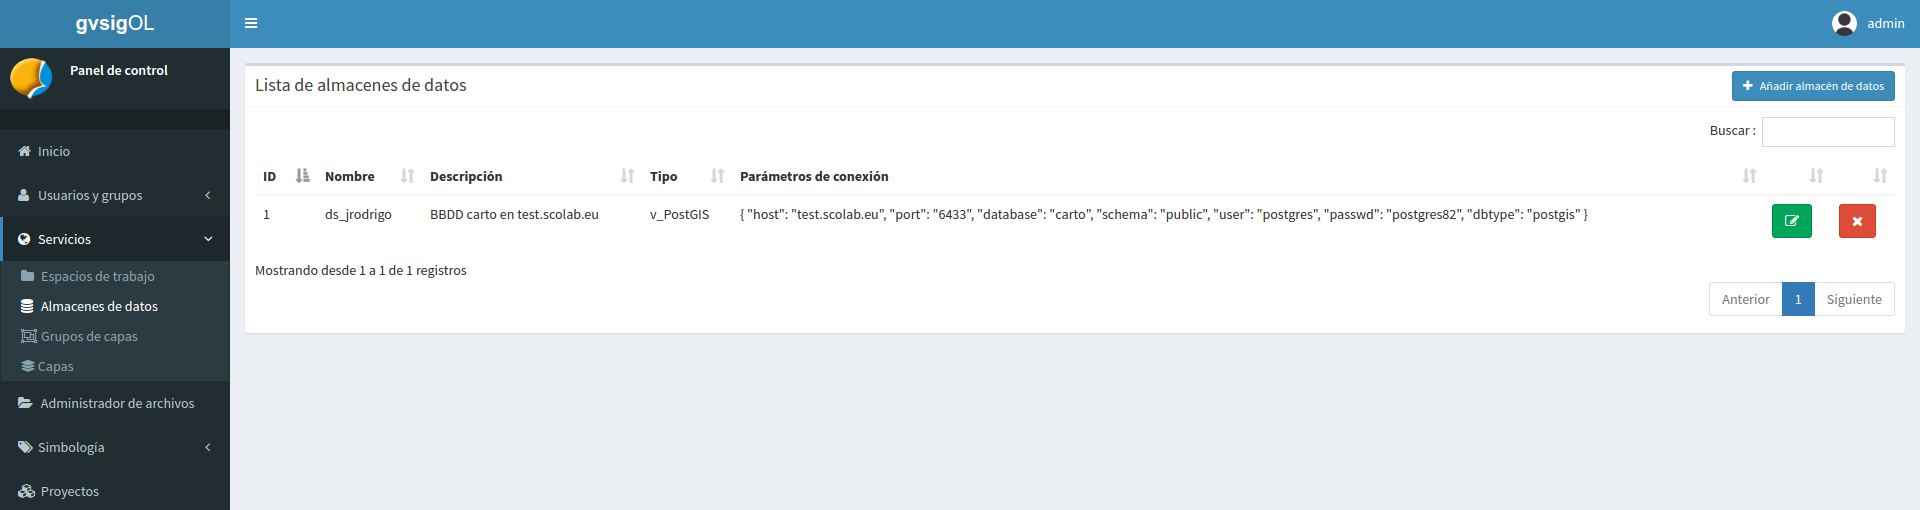 gvsigOL
admin
Panel de control
Inicio
Usuarios y grupos
Servicios
Espacios de trabajo
Almacenes de datos
Grupos de capas
Capas
Administrador de archivos
Simbología
Proyectos
Lista de almacenes de datos
Añadir almacén de datos
Buscar :
ID Nombre Descripción Tipo Parámetros de conexión
1 ds_jrodrigo BBDD carto en test.scolab.eu v_PostGIS { "host": "test.scolab.eu", "port": "6433", "database": "carto", "schema": "public", "user": "postgres", "passwd": "postgres82", "dbtype": "postgis" }
Mostrando desde 1 a 1 de 1 registros
Anterior 1 Siguiente